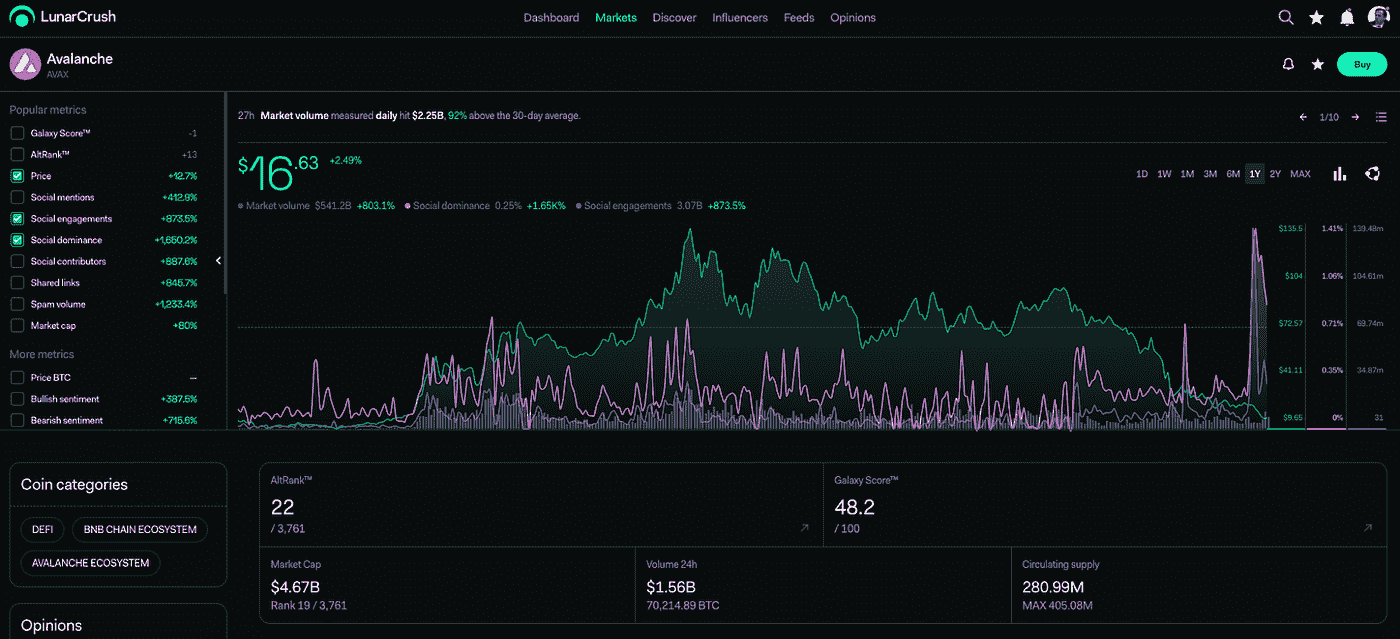 LunarCrush
Dashboard Markets Discover Influencers Feeds Opinions
Avalanche
AVAX
Buy
Popular metrics
Galaxy Score™ -1
AltRank™ +13
Price +12.7%
Social mentions +412.9%
Social engagements +873.5%
Social dominance +1,650.2%
Social contributors +887.6%
Shared links +845.7%
Spam volume +1,233.4%
Market cap +80%
More metrics
Price BTC —
Bullish sentiment +387.5%
Bearish sentiment +715.6%
27h Market volume measured daily hit $2.25B, 92% above the 30-day average.
1/10
$16.63 +2.49%
1D 1W 1M 3M 6M 1Y 2Y MAX
Market volume $541.2B +803.1% Social dominance 0.25% +1.65K% Social engagements 3.07B +873.5%
$135.5 1.41% 139.48m
$104 1.06% 104.61m
$72.57 0.71% 69.74m
$41.11 0.35% 34.87m
$9.65 0% 31
Coin categories
DEFI BNB CHAIN ECOSYSTEM
AVALANCHE ECOSYSTEM
Opinions
AltRank™
22
/ 3,761
Galaxy Score™
48.2
/ 100
Market Cap
$4.67B
Rank 19 / 3,761
Volume 24h
$1.56B
70,214.89 BTC
Circulating supply
280.99M
MAX 405.08M